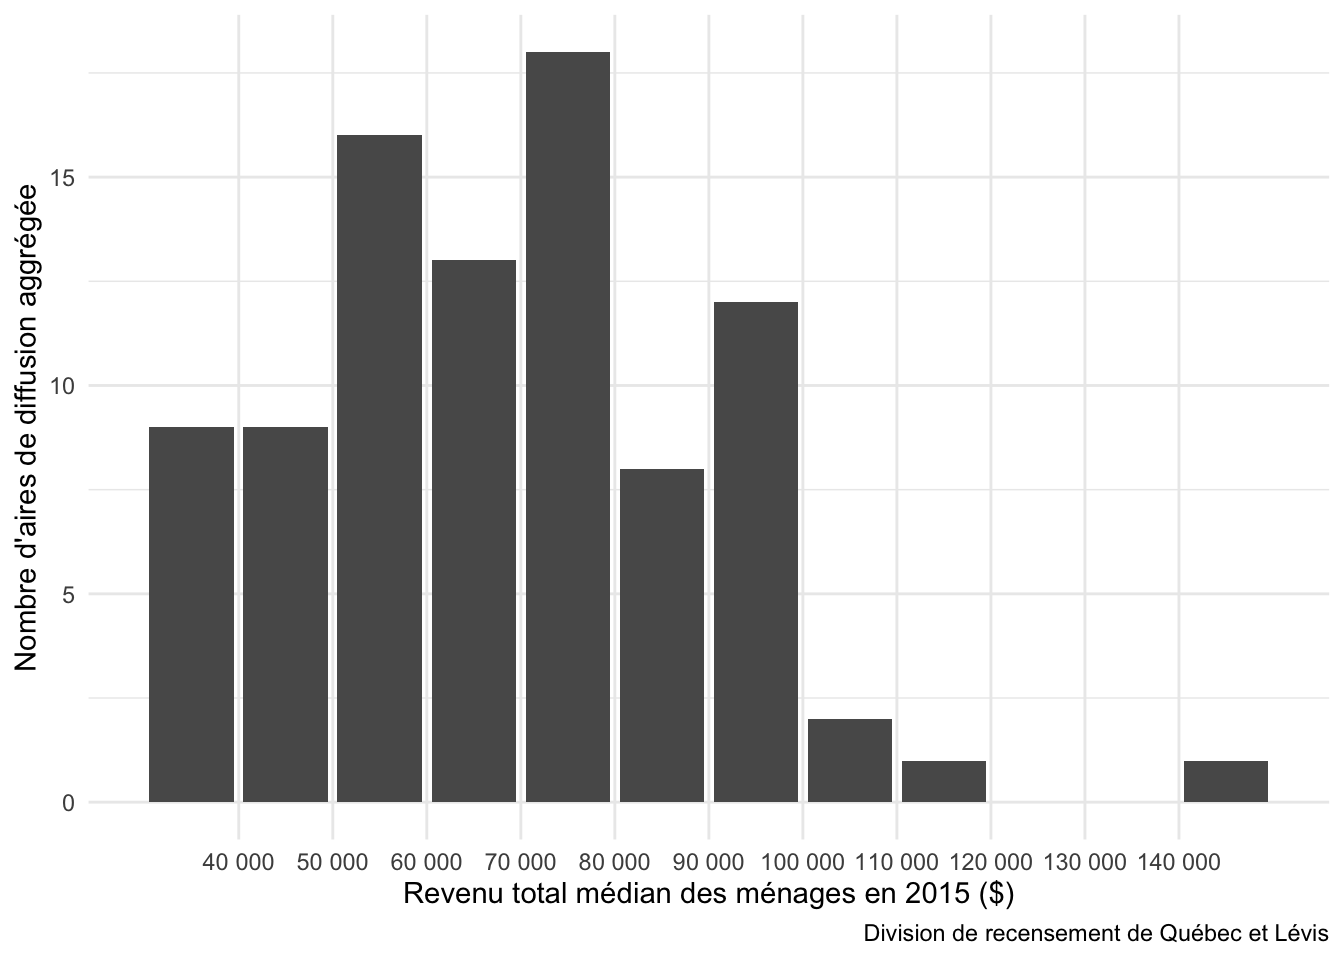 Nombre d'aires de diffusion aggrégée
15
10
5
0
40 000 50 000 60 000 70 000 80 000 90 000 100 000 110 000 120 000 130 000 140 000
Revenu total médian des ménages en 2015 ($)
Division de recensement de Québec et Lévis